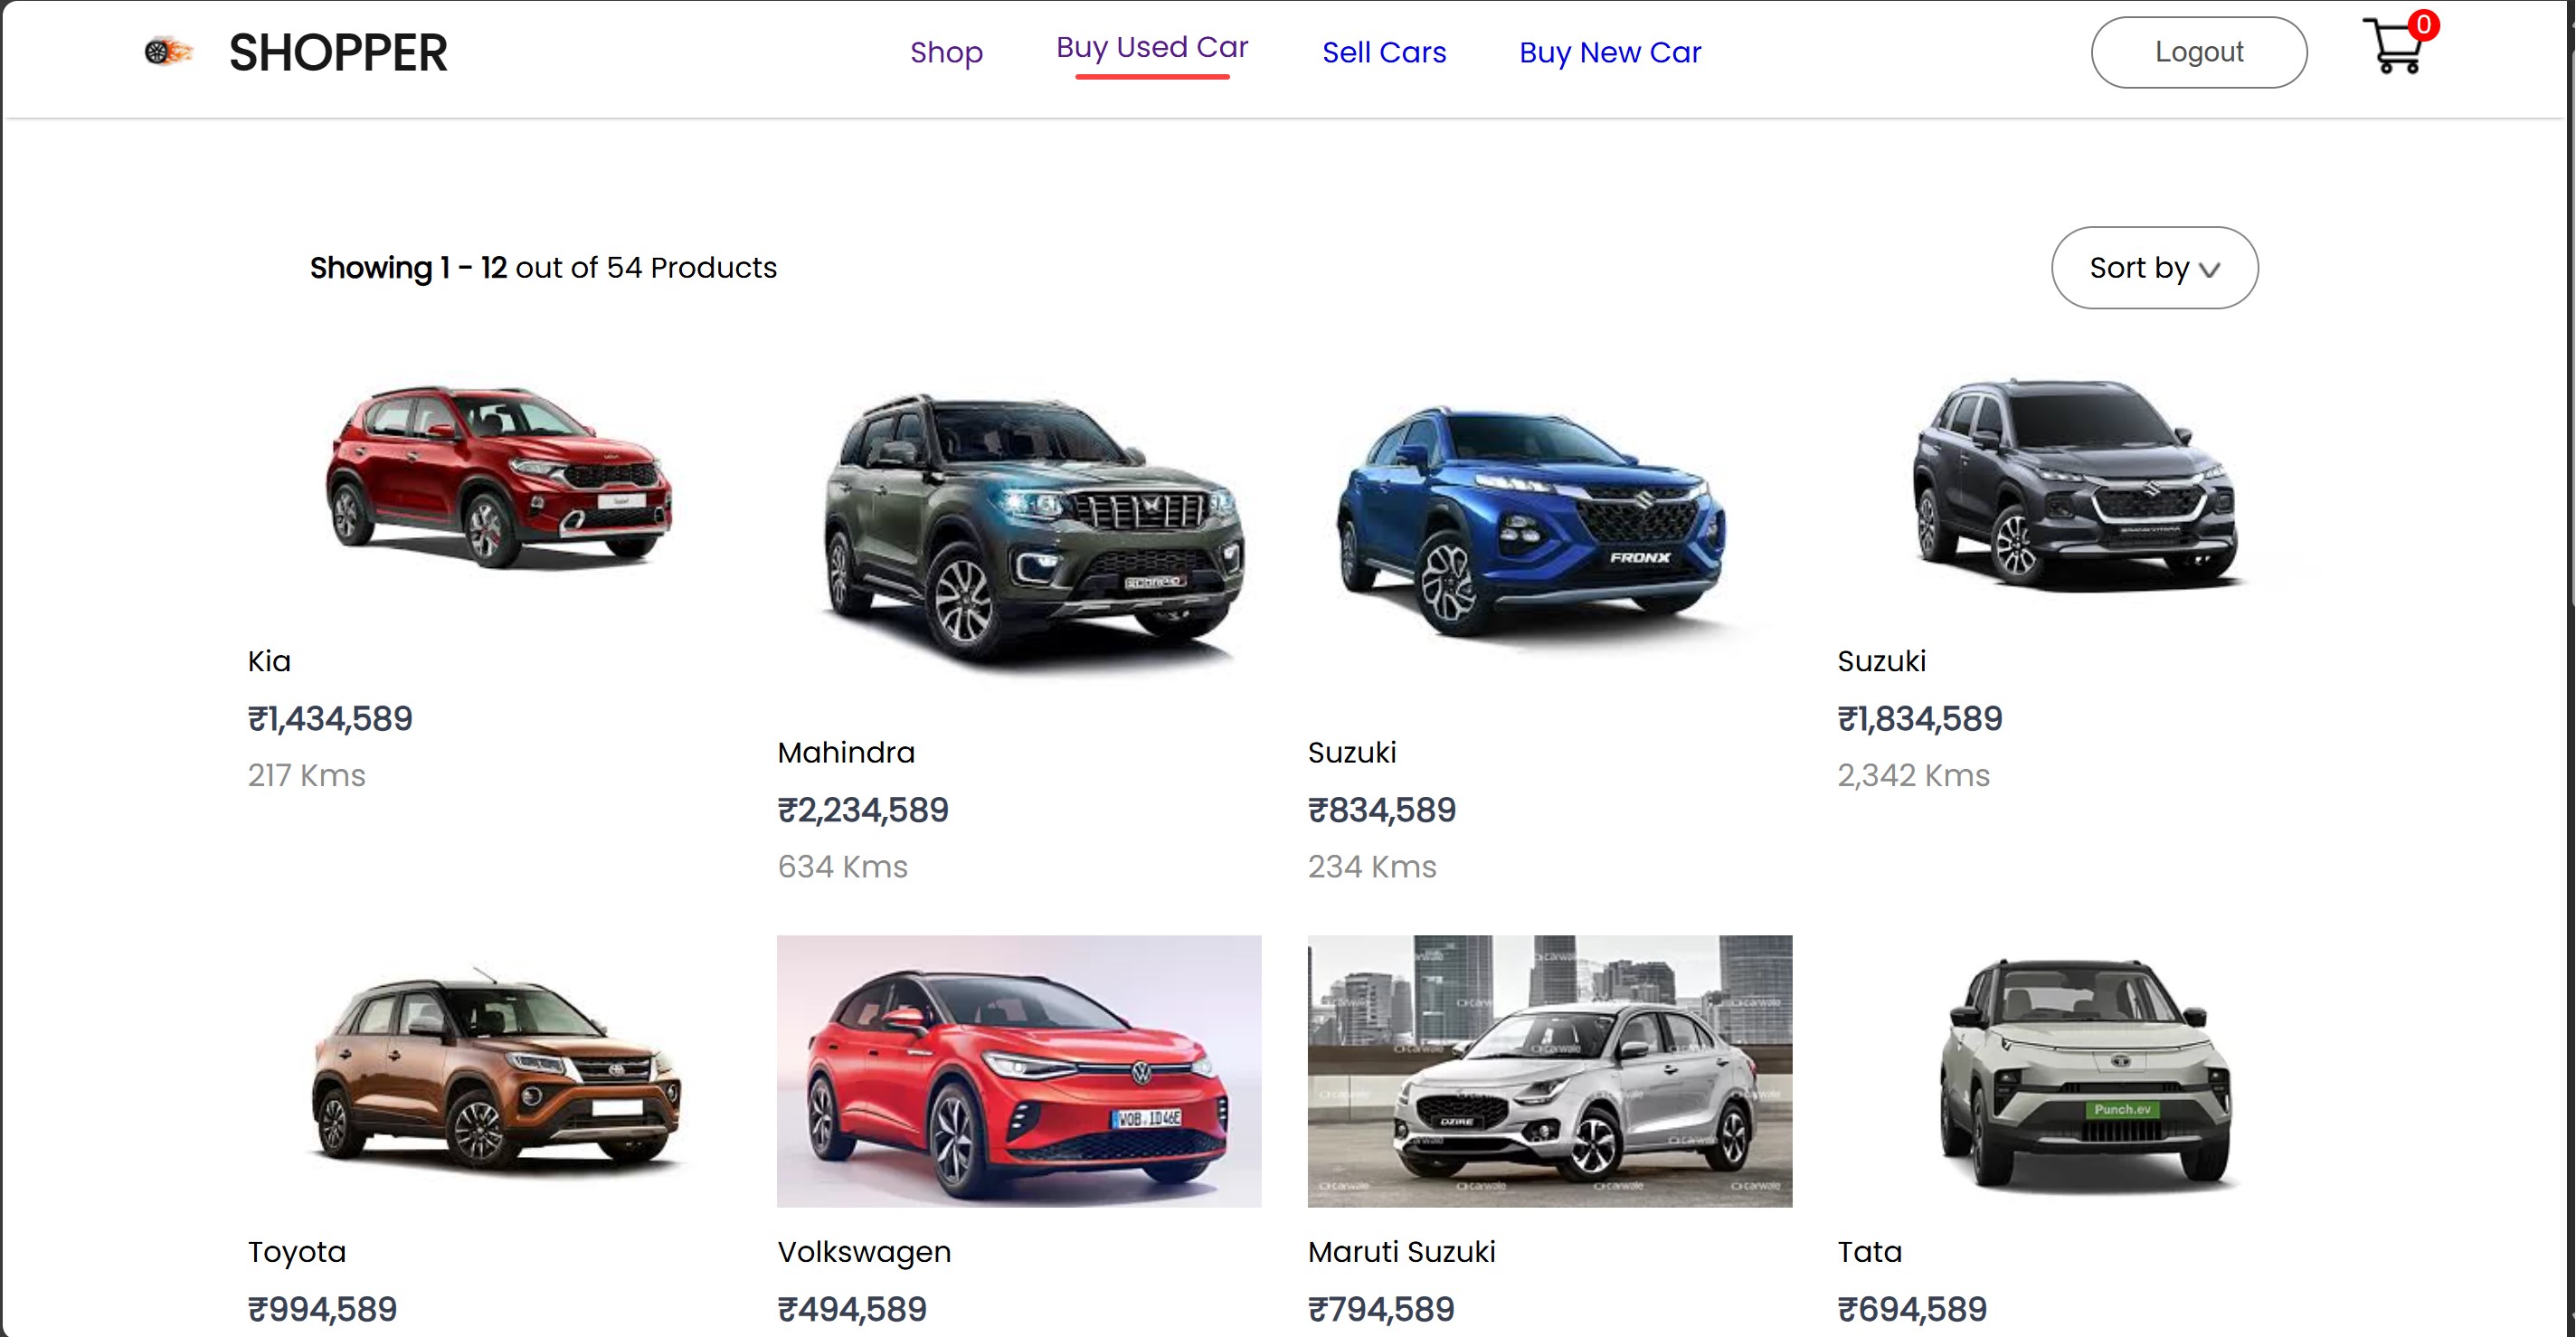 SHOPPER
Shop
Buy Used Car
Sell Cars
Buy New Car
Logout
0
Showing 1 - 12 out of 54 Products
Sort by
FRONX
Kia
₹1,434,589
217 Kms
Mahindra
₹2,234,589
634 Kms
Suzuki
₹834,589
234 Kms
Suzuki
₹1,834,589
2,342 Kms
WOB ID46E
carwale
DZIRE
Punch.ev
Toyota
₹994,589
Volkswagen
₹494,589
Maruti Suzuki
₹794,589
Tata
₹694,589